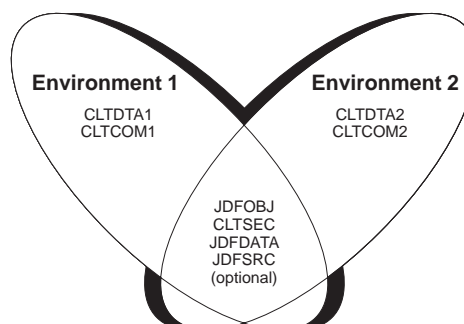 Environment 1
CLTDTA1
CLTCOM1
Environment 2
CLTDTA2
CLTCOM2
JDFOBJ
CLTSEC
JDFDATA
JDFSRC
(optional)